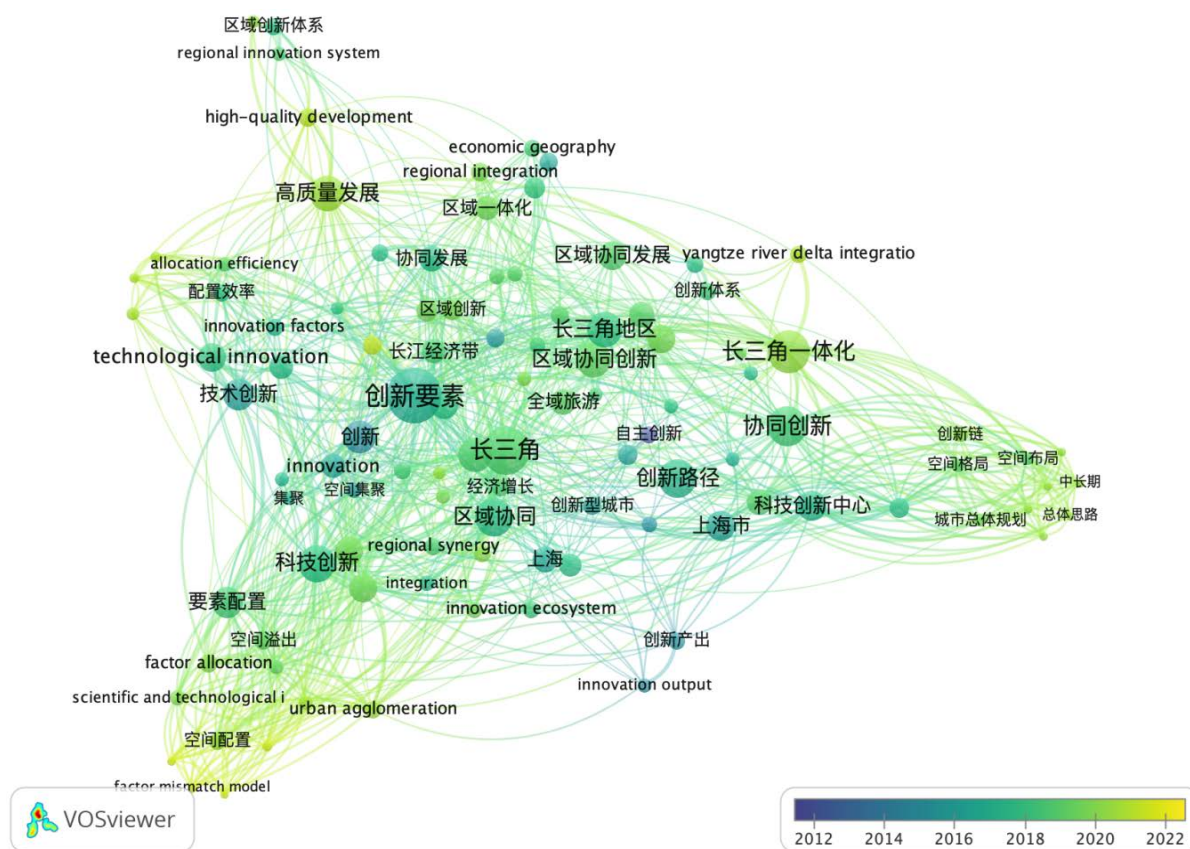 区域创新体系
regional innovation system
high-quality development
economic geography
regional integration
高质量发展
区域一体化
协同发展
区域协同发展
yangtze river delta integratio
allocation efficiency
配置效率
创新体系
区域创新
innovation factors
长三角地区
technological innovation
长江经济带
区域协同创新
长三角一体化
技术创新
创新要素
全域旅游
创新
自主创新
协同创新
创新链
长三角
innovation
空间格局
空间布局
集聚
空间集聚
经济增长
创新路径
中长期
创新型城市
科技创新中心
区域协同
上海市
城市总体规划
总体思路
regional synergy
科技创新
上海
integration
要素配置
innovation ecosystem
空间溢出
创新产出
factor allocation
innovation output
scientific and technological i
urban agglomeration
空间配置
factor mismatch model
VOSviewer
2012 2014 2016 2018 2020 2022